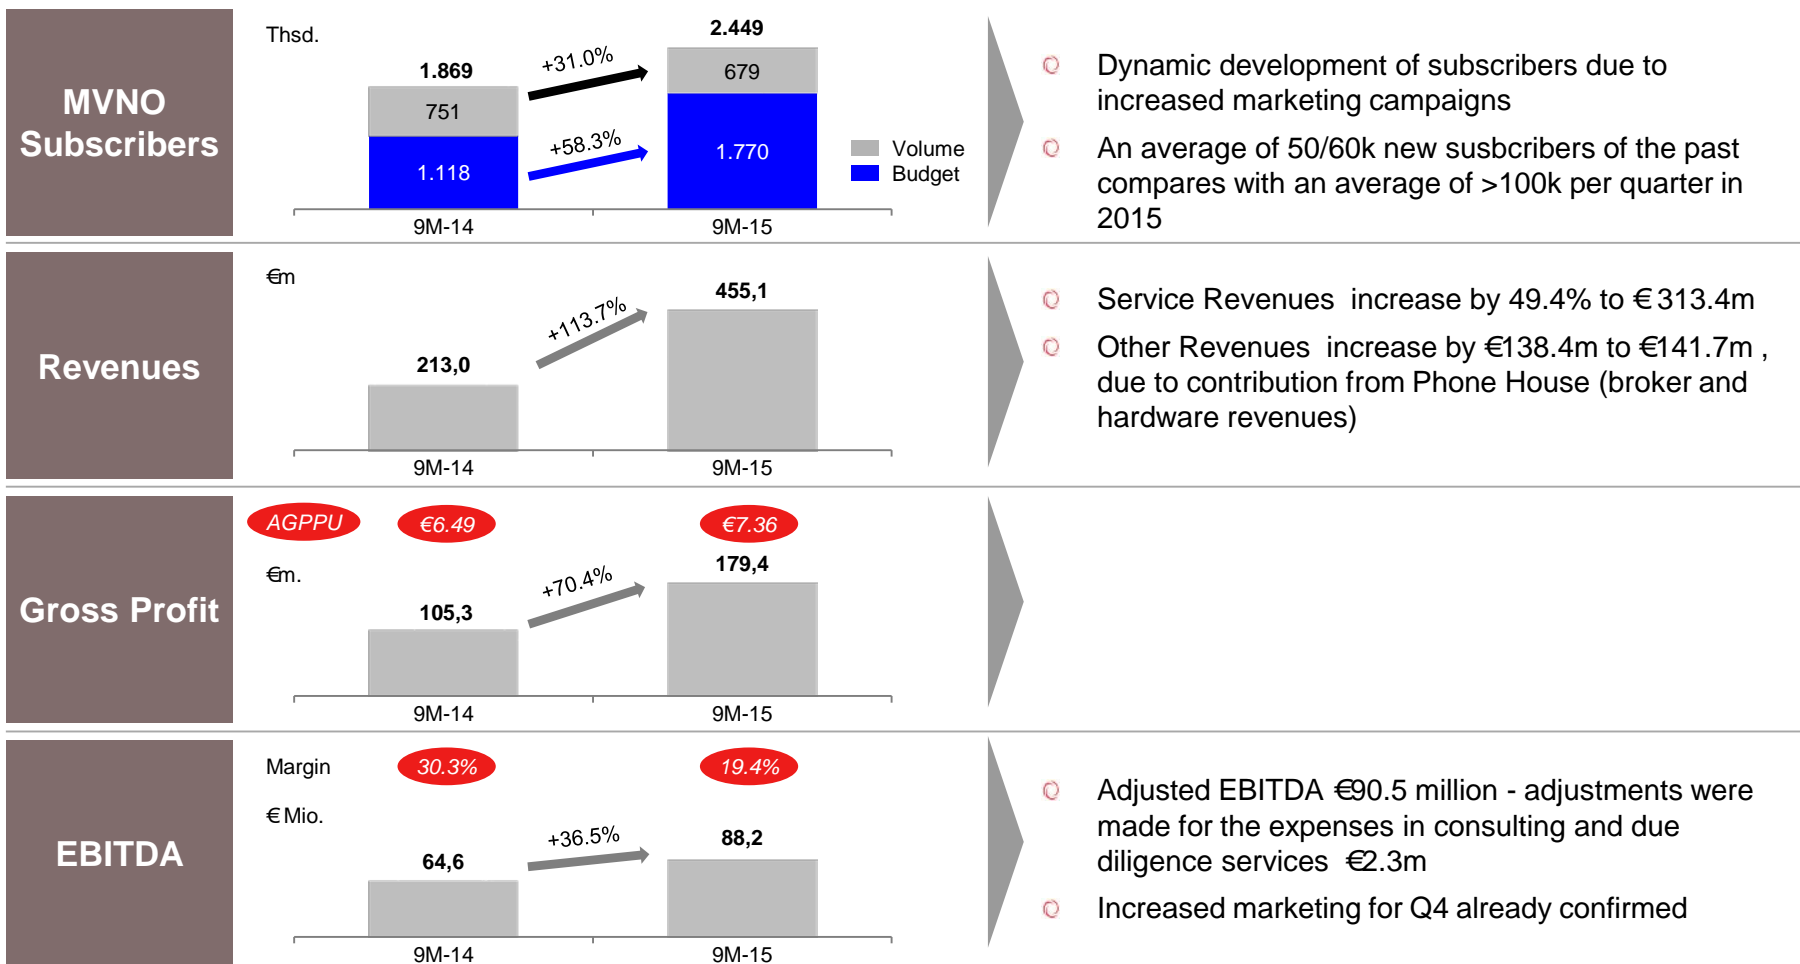 MVNO
Subscribers
Thsd.
1.869
751
1.118
9M-14
+31.0%
+58.3%
2.449
679
1.770
9M-15
Volume
Budget
Dynamic development of subscribers due to
increased marketing campaigns
An average of 50/60k new susbcribers of the past
compares with an average of >100k per quarter in
2015
Revenues
€m
213,0
9M-14
+113.7%
455,1
9M-15
Service Revenues increase by 49.4% to € 313.4m
Other Revenues increase by €138.4m to €141.7m ,
due to contribution from Phone House (broker and
hardware revenues)
Gross Profit
AGPPU
€6.49
€7.36
€m.
105,3
9M-14
+70.4%
179,4
9M-15
EBITDA
Margin
30.3%
19.4%
€ Mio.
64,6
9M-14
+36.5%
88,2
9M-15
Adjusted EBITDA €90.5 million - adjustments were
made for the expenses in consulting and due
diligence services €2.3m
Increased marketing for Q4 already confirmed